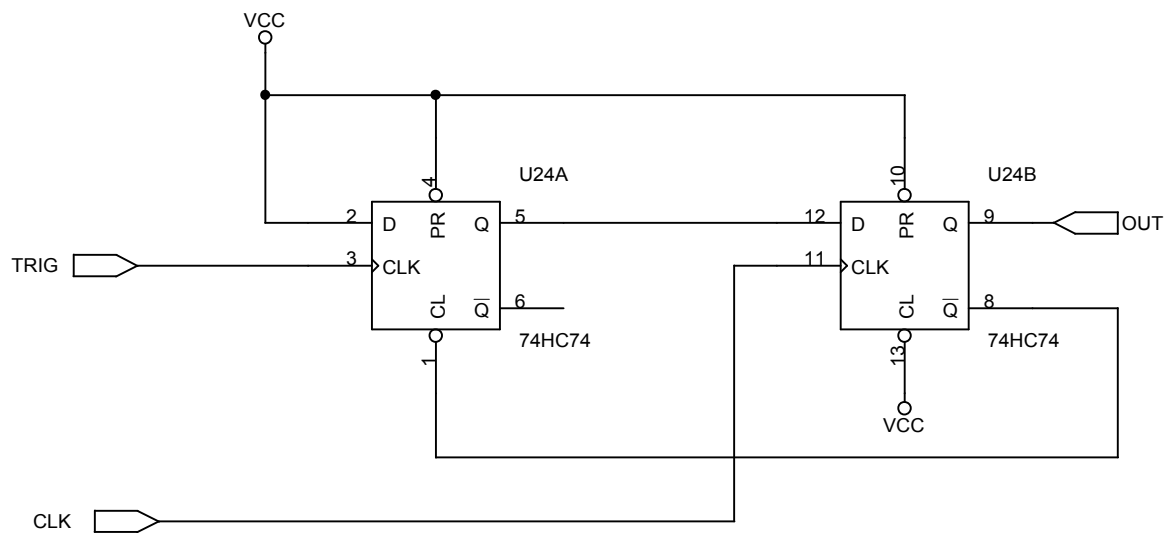 VCC
U24A
U24B
4
10
2
D
PR
Q
5
12
D
PR
Q
9
OUT
TRIG
3
CLK
11
CLK
CL
Q̅
6
CL
Q̅
8
1
74HC74
13
74HC74
VCC
CLK